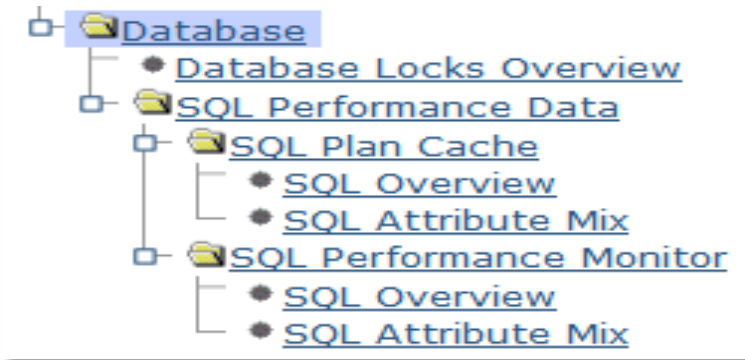 Database
Database Locks Overview
SQL Performance Data
SQL Plan Cache
SQL Overview
SQL Attribute Mix
SQL Performance Monitor
SQL Overview
SQL Attribute Mix